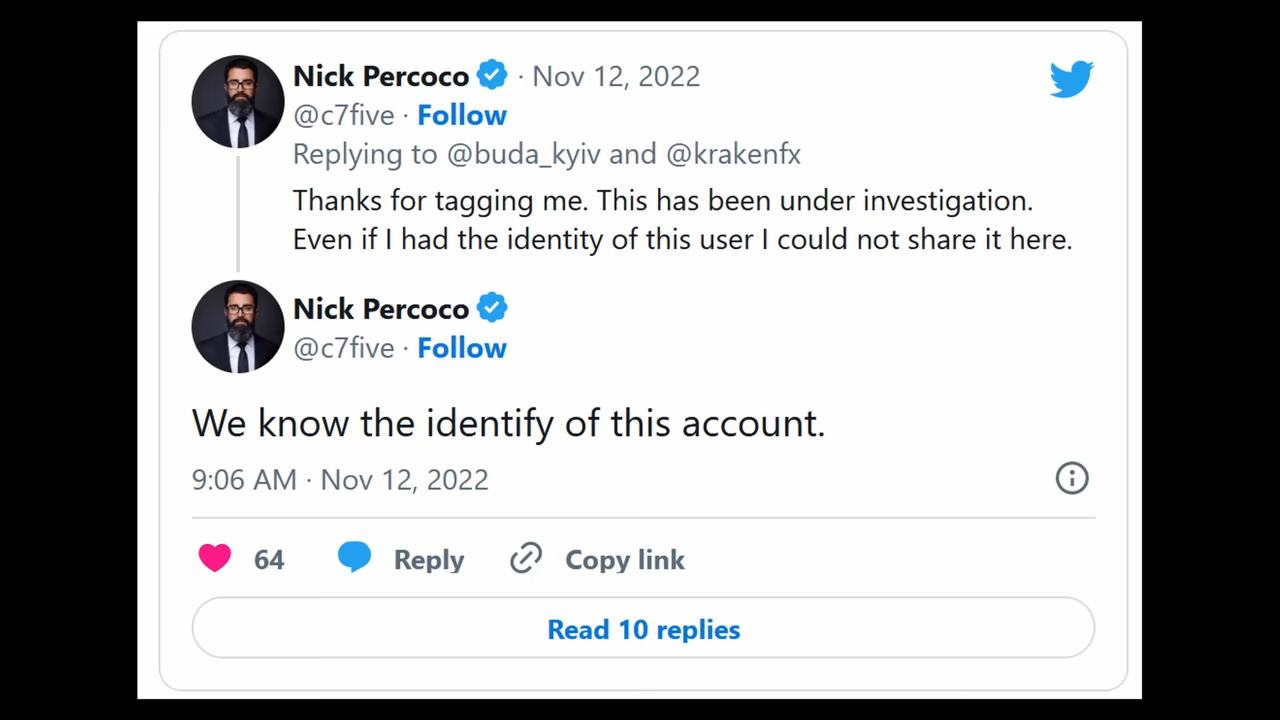 Nick Percoco · Nov 12, 2022
@c7five · Follow
Replying to @buda_kyiv and @krakenfx
Thanks for tagging me. This has been under investigation.
Even if I had the identity of this user I could not share it here.
Nick Percoco
@c7five · Follow
We know the identify of this account.
9:06 AM · Nov 12, 2022
64 Reply Copy link
Read 10 replies